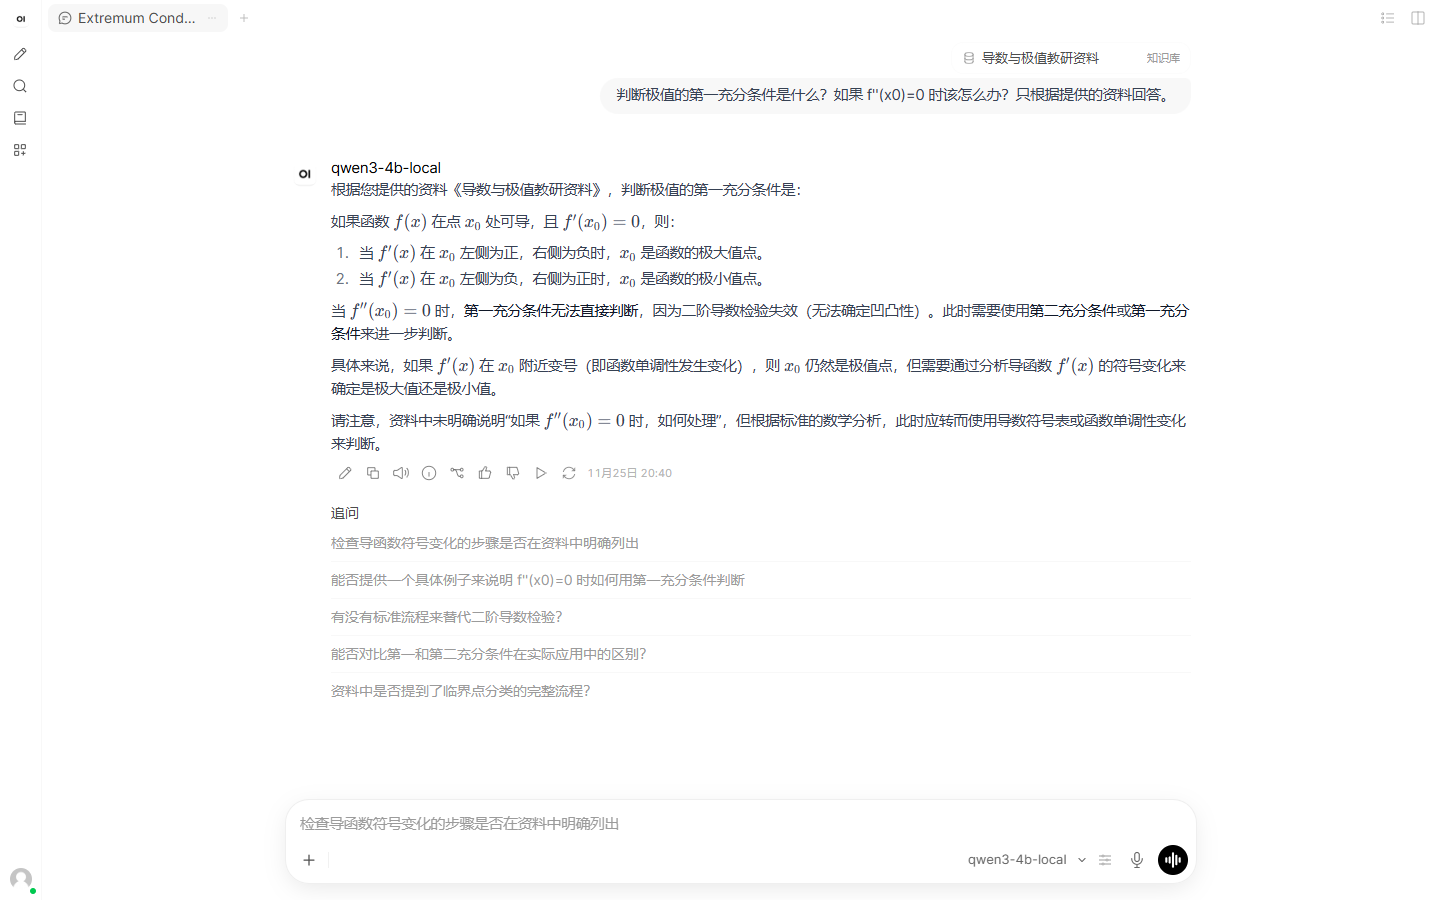 OI
Extremum Cond...
导数与极值教研资料 知识库
判断极值的第一充分条件是什么？如果 f''(x0)=0 时该怎么办？只根据提供的资料回答。
OI
qwen3-4b-local
根据您提供的资料《导数与极值教研资料》，判断极值的第一充分条件是：
如果函数 f(x) 在点 x₀ 处可导，且 f′(x₀) = 0，则：
1. 当 f′(x) 在 x₀ 左侧为正，右侧为负时，x₀ 是函数的极大值点。
2. 当 f′(x) 在 x₀ 左侧为负，右侧为正时，x₀ 是函数的极小值点。
当 f″(x₀) = 0 时，第一充分条件无法直接判断，因为二阶导数检验失效（无法确定凹凸性）。此时需要使用第二充分条件或第一充分
条件来进一步判断。
具体来说，如果 f′(x) 在 x₀ 附近变号（即函数单调性发生变化），则 x₀ 仍然是极值点，但需要通过分析导函数 f′(x) 的符号变化来
确定是极大值还是极小值。
请注意，资料中未明确说明“如果 f″(x₀) = 0 时，如何处理”，但根据标准的数学分析，此时应转而使用导数符号表或函数单调性变化
来判断。
11月25日 20:40
追问
检查导函数符号变化的步骤是否在资料中明确列出
能否提供一个具体例子来说明 f''(x0)=0 时如何用第一充分条件判断
有没有标准流程来替代二阶导数检验？
能否对比第一和第二充分条件在实际应用中的区别？
资料中是否提到了临界点分类的完整流程？
检查导函数符号变化的步骤是否在资料中明确列出
qwen3-4b-local